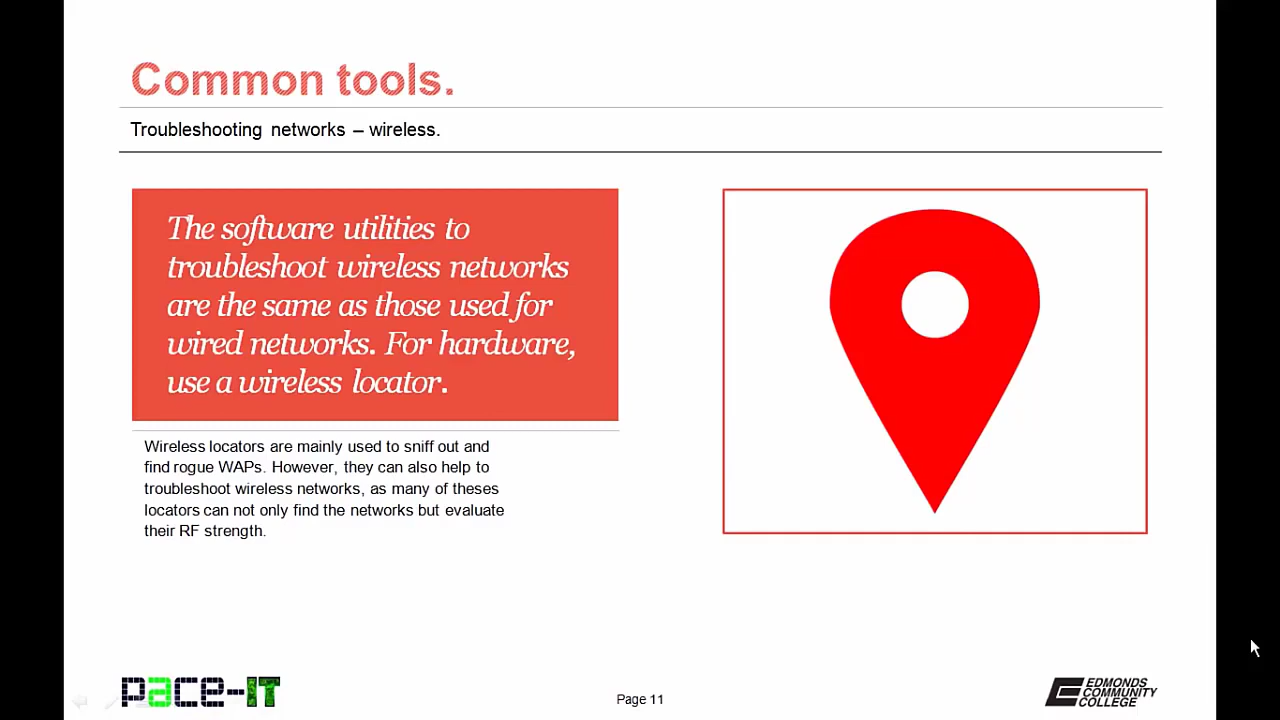 Common tools.
Troubleshooting networks – wireless.
The software utilities to
troubleshoot wireless networks
are the same as those used for
wired networks. For hardware,
use a wireless locator.
Wireless locators are mainly used to sniff out and
find rogue WAPs. However, they can also help to
troubleshoot wireless networks, as many of theses
locators can not only find the networks but evaluate
their RF strength.
pace-IT
Page 11
EDMONDS
COMMUNITY
COLLEGE